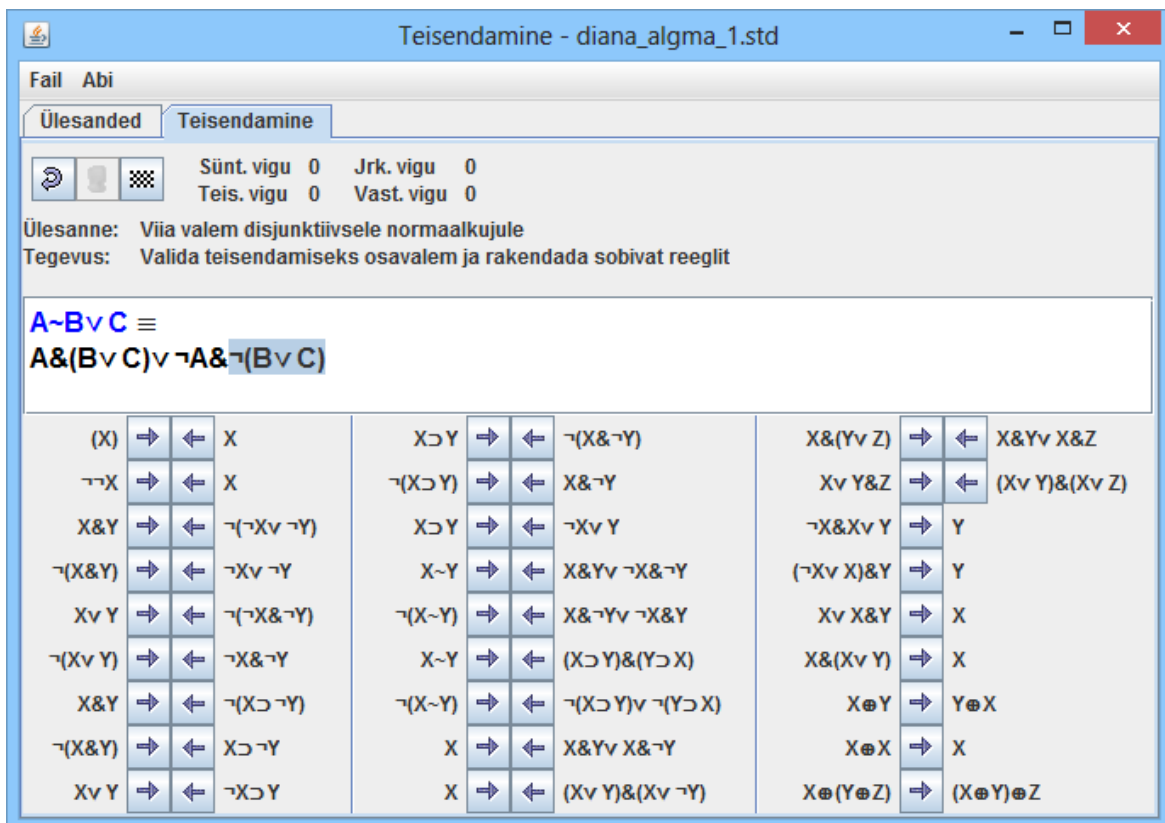 Teisendamine - diana_algma_1.std
Fail Abi
Ülesanded Teisendamine
Sünt. vigu 0 Jrk. vigu 0
Teis. vigu 0 Vast. vigu 0
Ülesanne: Viia valem disjunktiivsele normaalkujule
Tegevus: Valida teisendamiseks osavalem ja rakendada sobivat reeglit
A~B∨C ≡
A&(B∨C)∨¬A&¬(B∨C)
(X) X X⊃Y ¬(X&¬Y) X&(Y∨Z) X&Y∨X&Z
¬¬X X ¬(X⊃Y) X&¬Y X∨Y&Z (X∨Y)&(X∨Z)
X&Y ¬(¬X∨¬Y) X⊃Y ¬X∨Y ¬X&X∨Y Y
¬(X&Y) ¬X∨¬Y X~Y X&Y∨¬X&¬Y (¬X∨X)&Y Y
X∨Y ¬(¬X&¬Y) ¬(X~Y) X&¬Y∨¬X&Y X∨X&Y X
¬(X∨Y) ¬X&¬Y X~Y (X⊃Y)&(Y⊃X) X&(X∨Y) X
X&Y ¬(X⊃¬Y) ¬(X~Y) ¬(X⊃Y)∨¬(Y⊃X) X⊕Y Y⊕X
¬(X&Y) X⊃¬Y X X&Y∨X&¬Y X⊕X X
X∨Y ¬X⊃Y X (X∨Y)&(X∨¬Y) X⊕(Y⊕Z) (X⊕Y)⊕Z